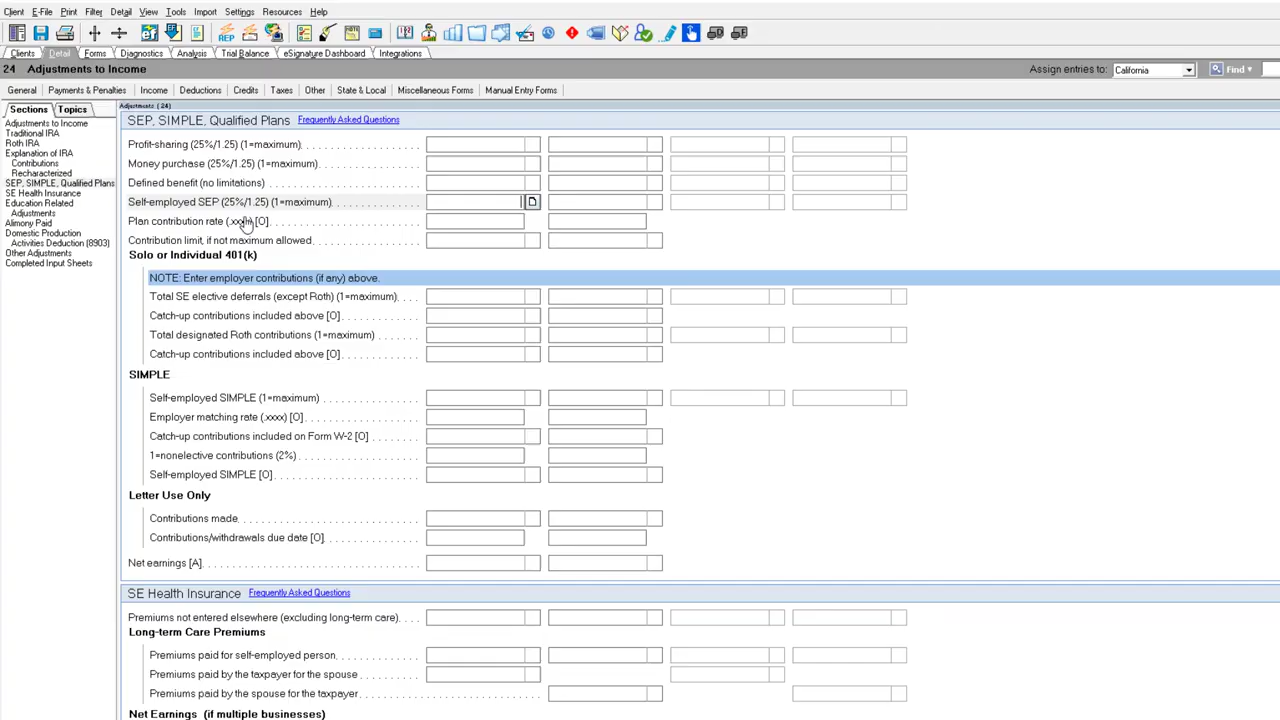 Client E-File Print Filter Detail View Tools Import Settings Resources Help
Clients Detail Forms Diagnostics Analysis Trial Balance eSignature Dashboard Integrations
24 Adjustments to Income Assign entries to: California Find
General Payments & Penalties Income Deductions Credits Taxes Other State & Local Miscellaneous Forms Manual Entry Forms
Sections Topics
Adjustments to Income
Traditional IRA
Roth IRA
Explanation of IRA
Contributions
Recharacterized
SEP, SIMPLE, Qualified Plans
SE Health Insurance
Education Related
Adjustments
Alimony Paid
Domestic Production
Activities Deduction (8903)
Other Adjustments
Completed Input Sheets
Adjustments (24)
SEP, SIMPLE, Qualified Plans Frequently Asked Questions
Profit-sharing (25%/1.25) (1=maximum)
Money purchase (25%/1.25) (1=maximum)
Defined benefit (no limitations)
Self-employed SEP (25%/1.25) (1=maximum)
Plan contribution rate (.xxxx) [O]
Contribution limit, if not maximum allowed
Solo or Individual 401(k)
NOTE: Enter employer contributions (if any) above.
Total SE elective deferrals (except Roth) (1=maximum)
Catch-up contributions included above [O]
Total designated Roth contributions (1=maximum)
Catch-up contributions included above [O]
SIMPLE
Self-employed SIMPLE (1=maximum)
Employer matching rate (.xxxx) [O]
Catch-up contributions included on Form W-2 [O]
1=nonelective contributions (2%)
Self-employed SIMPLE [O]
Letter Use Only
Contributions made
Contributions/withdrawals due date [O]
Net earnings [A]
SE Health Insurance Frequently Asked Questions
Premiums not entered elsewhere (excluding long-term care)
Long-term Care Premiums
Premiums paid for self-employed person
Premiums paid by the taxpayer for the spouse
Premiums paid by the spouse for the taxpayer
Net Earnings (if multiple businesses)